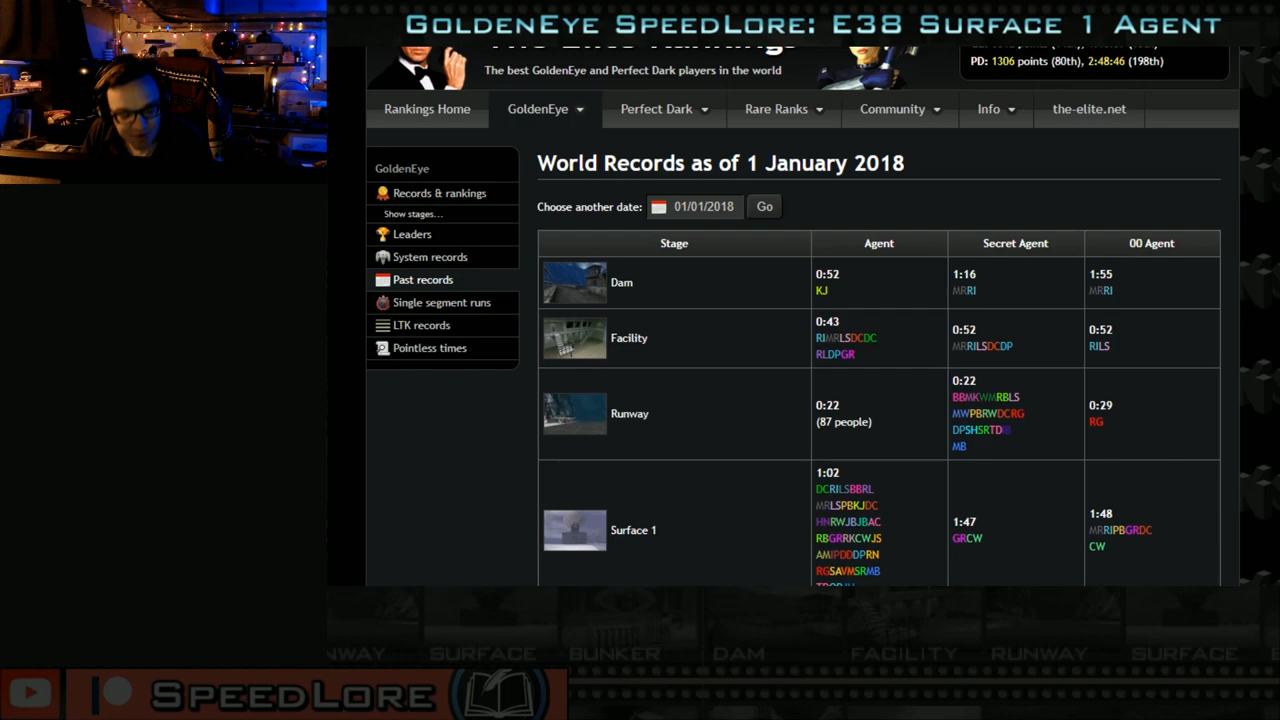 GoldenEye SpeedLore: E38 Surface 1 Agent
The best GoldenEye and Perfect Dark players in the world
PD: 1306 points (80th), 2:48:46 (198th)
Rankings Home
GoldenEye
Perfect Dark
Rare Ranks
Community
Info
the-elite.net
GoldenEye
Records & rankings
Show stages...
Leaders
System records
Past records
Single segment runs
LTK records
Pointless times
World Records as of 1 January 2018
Choose another date: 01/01/2018 Go
Stage Agent Secret Agent 00 Agent
Dam
0:52
KJ
1:16
MRRI
1:55
MRRI
Facility
0:43
RIMRLSDCDC
RLDPGR
0:52
MRRILSDCDP
0:52
RILS
Runway
0:22
(87 people)
0:22
BBMKWMRBLS
MWPBRWDCRG
MB
0:29
RG
Surface 1
1:02
DCRILSBBRL
MRLSPBKJDC
HNRWJBJBAC
RBGRRKCWJS
AMIPDDDPRN
RGSAVMSRMB
1:47
GRCW
1:48
MRRIPBGRDC
CW
SURFACE
BUNKER
DAM
FACILITY
RUNWAY
SURFACE
SpeedLore